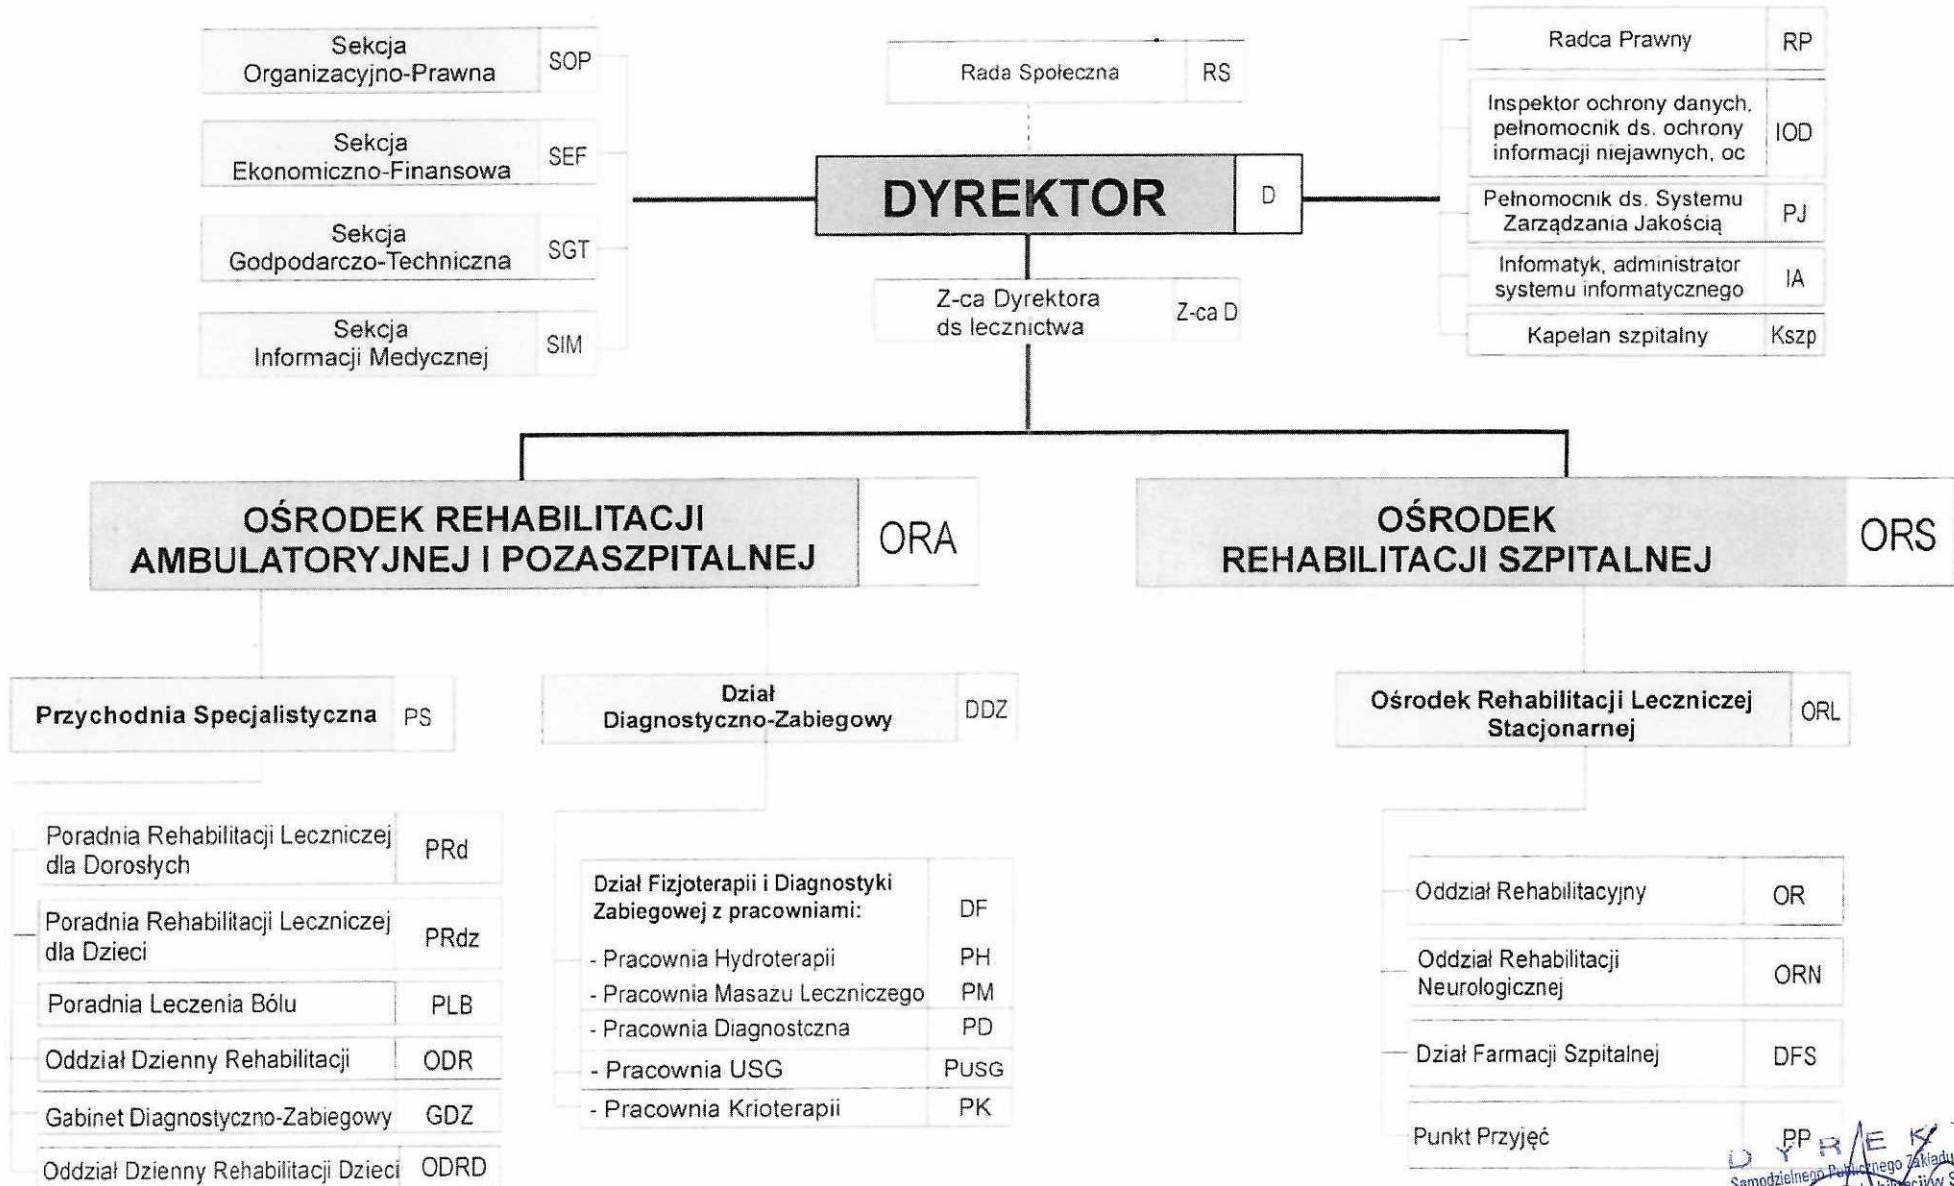 Sekcja
Organizacyjno-Prawna SOP
Sekcja
Ekonomiczno-Finansowa SEF
Sekcja
Godpodarczo-Techniczna SGT
Sekcja
Informacji Medycznej SIM
Rada Społeczna RS
DYREKTOR D
Z-ca Dyrektora
ds lecznictwa Z-ca D
Radca Prawny RP
Inspektor ochrony danych,
pełnomocnik ds. ochrony IOD
informacji niejawnych, oc
Pełnomocnik ds. Systemu
Zarządzania Jakością PJ
Informatyk, administrator
systemu informatycznego IA
Kapelan szpitalny Kszp
OŚRODEK REHABILITACJI
AMBULATORYJNEJ I POZASZPITALNEJ ORA
OŚRODEK
REHABILITACJI SZPITALNEJ ORS
Przychodnia Specjalistyczna PS
Dział
Diagnostyczno-Zabiegowy DDZ
Ośrodek Rehabilitacji Leczniczej
Stacjonarnej ORL
Poradnia Rehabilitacji Leczniczej
dla Dorosłych PRd
Poradnia Rehabilitacji Leczniczej
dla Dzieci PRdz
Poradnia Leczenia Bólu PLB
Oddział Dzienny Rehabilitacji ODR
Gabinet Diagnostyczno-Zabiegowy GDZ
Oddział Dzienny Rehabilitacji Dzieci ODRD
Dział Fizjoterapii i Diagnostyki
Zabiegowej z pracowniami: DF
- Pracownia Hydroterapii PH
- Pracownia Masażu Leczniczego PM
- Pracownia Diagnostczna PD
- Pracownia USG PUSG
- Pracownia Krioterapii PK
Oddział Rehabilitacyjny OR
Oddział Rehabilitacji
Neurologicznej ORN
Dział Farmacji Szpitalnej DFS
Punkt Przyjęć PP
D Y R E K
Samodzielnego Publicznego Zakładu